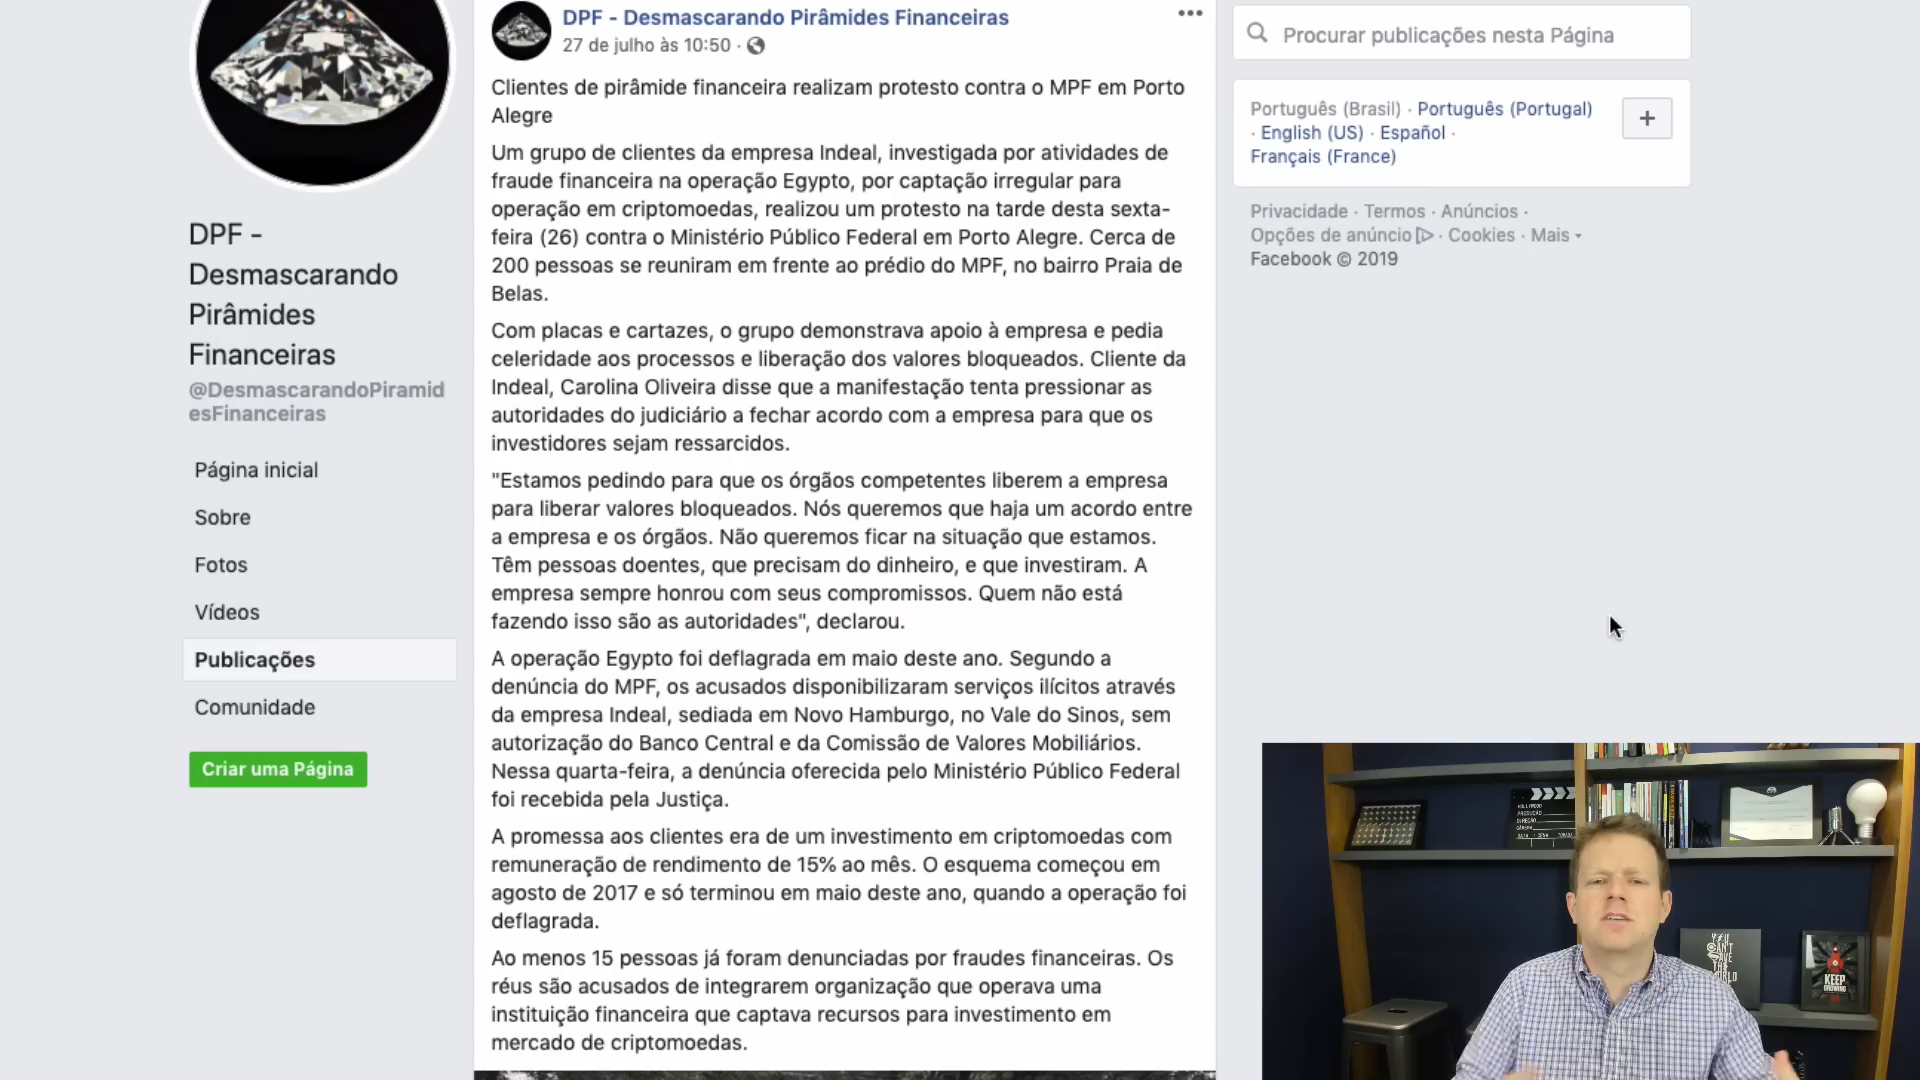 DPF -
Desmascarando
Pirâmides
Financeiras
@DesmascarandoPiramid
esFinanceiras
Página inicial
Sobre
Fotos
Vídeos
Publicações
Comunidade
Criar uma Página
DPF - Desmascarando Pirâmides Financeiras
27 de julho às 10:50 ·
Clientes de pirâmide financeira realizam protesto contra o MPF em Porto
Alegre
Um grupo de clientes da empresa Indeal, investigada por atividades de
fraude financeira na operação Egypto, por captação irregular para
operação em criptomoedas, realizou um protesto na tarde desta sexta-
feira (26) contra o Ministério Público Federal em Porto Alegre. Cerca de
200 pessoas se reuniram em frente ao prédio do MPF, no bairro Praia de
Belas.
Com placas e cartazes, o grupo demonstrava apoio à empresa e pedia
celeridade aos processos e liberação dos valores bloqueados. Cliente da
Indeal, Carolina Oliveira disse que a manifestação tenta pressionar as
autoridades do judiciário a fechar acordo com a empresa para que os
investidores sejam ressarcidos.
"Estamos pedindo para que os órgãos competentes liberem a empresa
para liberar valores bloqueados. Nós queremos que haja um acordo entre
a empresa e os órgãos. Não queremos ficar na situação que estamos.
Têm pessoas doentes, que precisam do dinheiro, e que investiram. A
empresa sempre honrou com seus compromissos. Quem não está
fazendo isso são as autoridades", declarou.
A operação Egypto foi deflagrada em maio deste ano. Segundo a
denúncia do MPF, os acusados disponibilizaram serviços ilícitos através
da empresa Indeal, sediada em Novo Hamburgo, no Vale do Sinos, sem
autorização do Banco Central e da Comissão de Valores Mobiliários.
Nessa quarta-feira, a denúncia oferecida pelo Ministério Público Federal
foi recebida pela Justiça.
A promessa aos clientes era de um investimento em criptomoedas com
remuneração de rendimento de 15% ao mês. O esquema começou em
agosto de 2017 e só terminou em maio deste ano, quando a operação foi
deflagrada.
Ao menos 15 pessoas já foram denunciadas por fraudes financeiras. Os
réus são acusados de integrarem organização que operava uma
instituição financeira que captava recursos para investimento em
mercado de criptomoedas.
Procurar publicações nesta Página
Português (Brasil) · Português (Portugal)
· English (US) · Español ·
Français (France)
+
Privacidade · Termos · Anúncios ·
Opções de anúncio · Cookies · Mais
Facebook © 2019
HOLLYWOOD
PRODUÇÃO
DIREÇÃO
YOU
CAN'T
SAVE
THE
WORLD
KEEP
GROWING